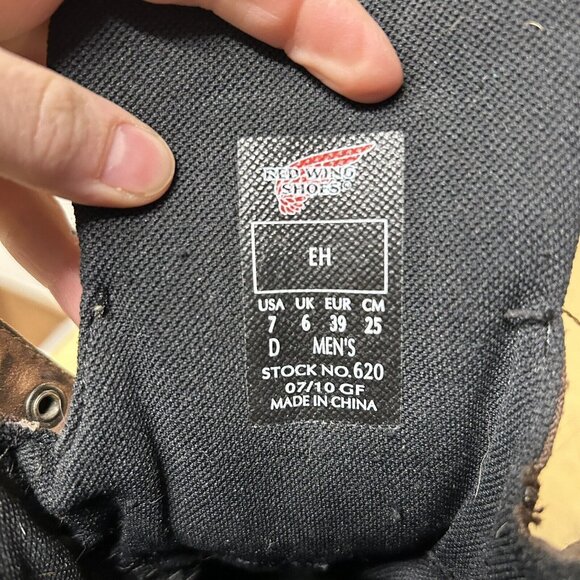 RED WING
SHOES®
EH
USA UK EUR CM
7 6 39 25
D MEN'S
STOCK NO.620
07/10 GF
MADE IN CHINA